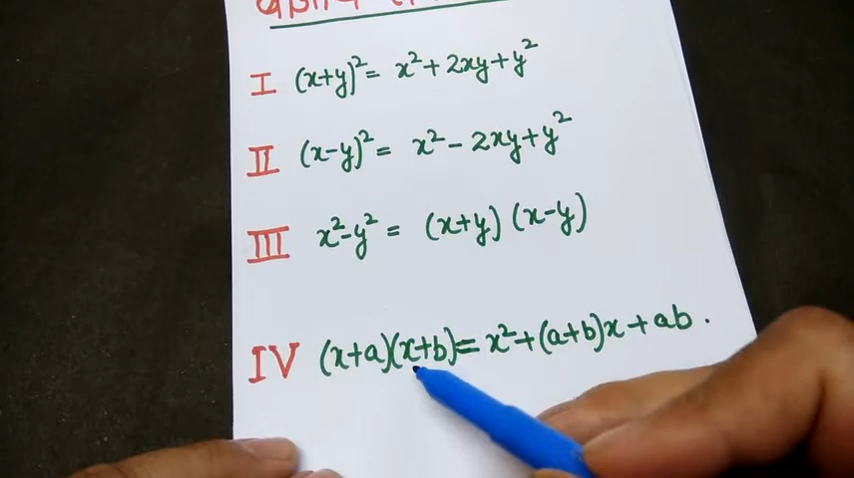 I (x+y)² = x² + 2xy + y²
II (x-y)² = x² - 2xy + y²
III x²-y² = (x+y) (x-y)
IV (x+a)(x+b) = x² + (a+b)x + ab.